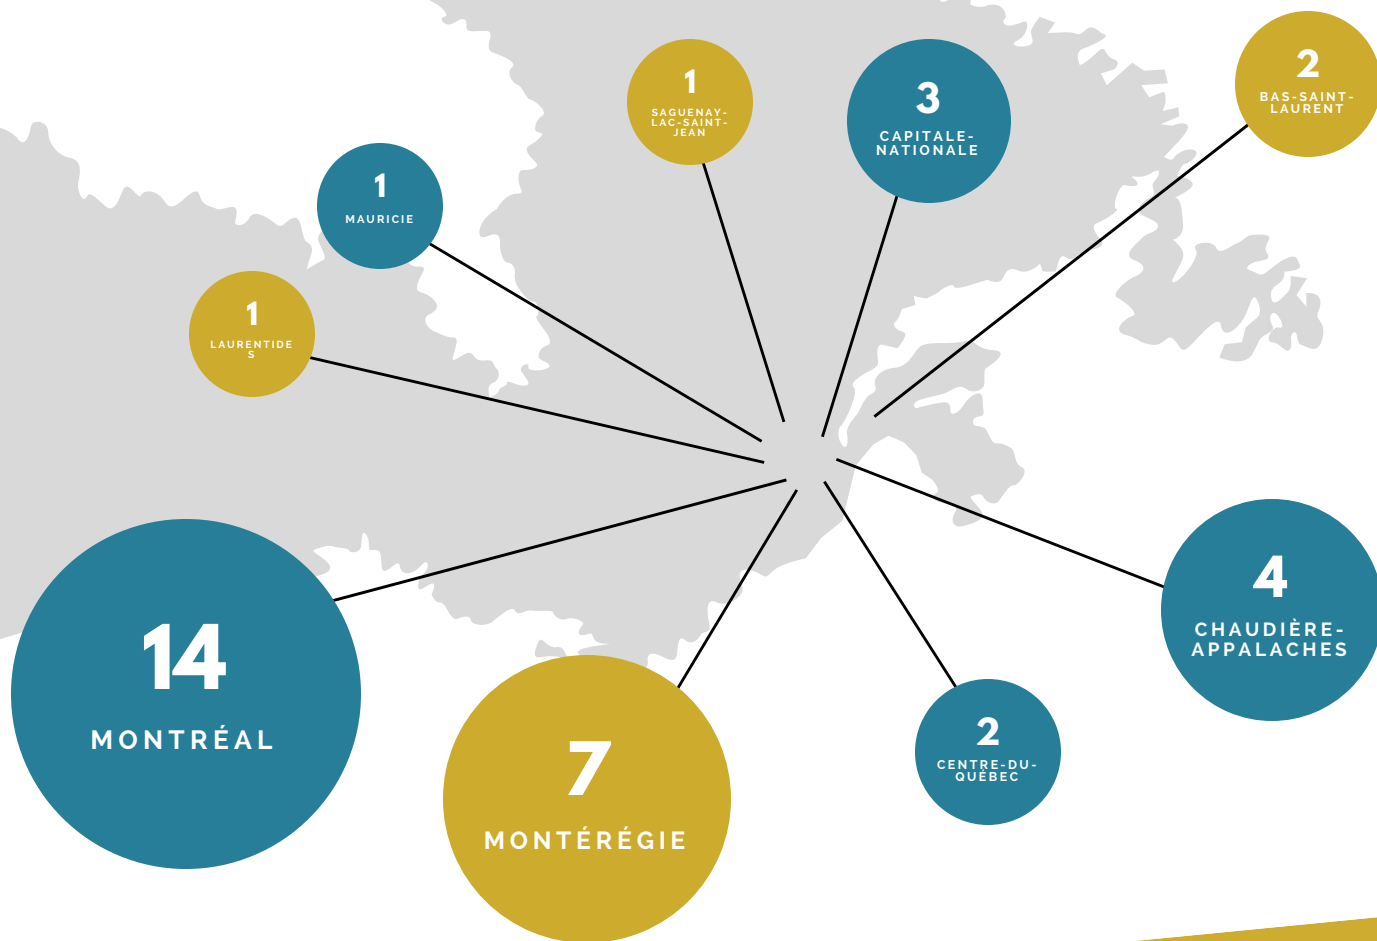 2
BAS-SAINT-
LAURENT
1
SAGUENAY-
LAC-SAINT-
JEAN
3
CAPITALE-
NATIONALE
1
MAURICIE
1
LAURENTIDE
S
4
CHAUDIÈRE-
APPALACHES
14
MONTRÉAL
7
MONTÉRÉGIE
2
CENTRE-DU-
QUÉBEC